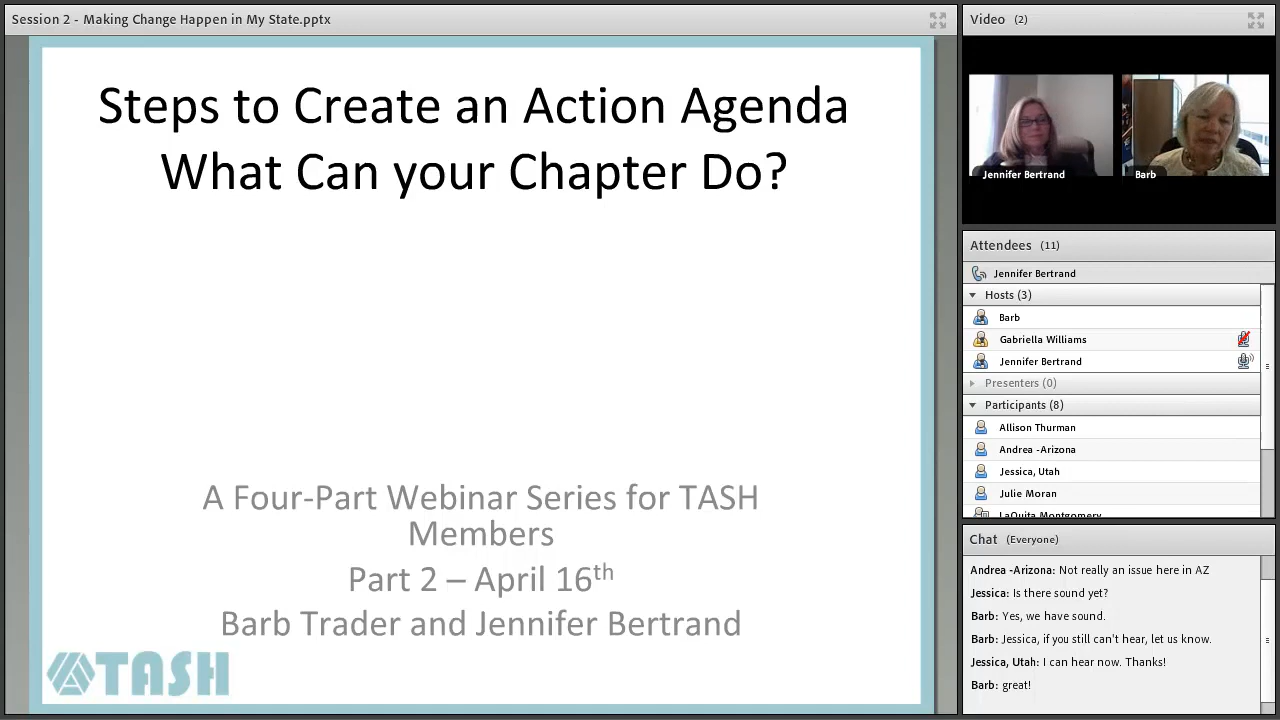 Session 2 - Making Change Happen in My State.pptx
Steps to Create an Action Agenda
What Can your Chapter Do?
A Four-Part Webinar Series for TASH
Members
Part 2 – April 16th
Barb Trader and Jennifer Bertrand
TASH
Video (2)
Jennifer Bertrand
Barb
Attendees (11)
Jennifer Bertrand
Hosts (3)
Barb
Gabriella Williams
Jennifer Bertrand
Presenters (0)
Participants (8)
Allison Thurman
Andrea -Arizona
Jessica, Utah
Julie Moran
LaQuita Montgomery
Chat (Everyone)
Andrea -Arizona: Not really an issue here in AZ
Jessica: Is there sound yet?
Barb: Yes, we have sound.
Barb: Jessica, if you still can't hear, let us know.
Jessica, Utah: I can hear now. Thanks!
Barb: great!